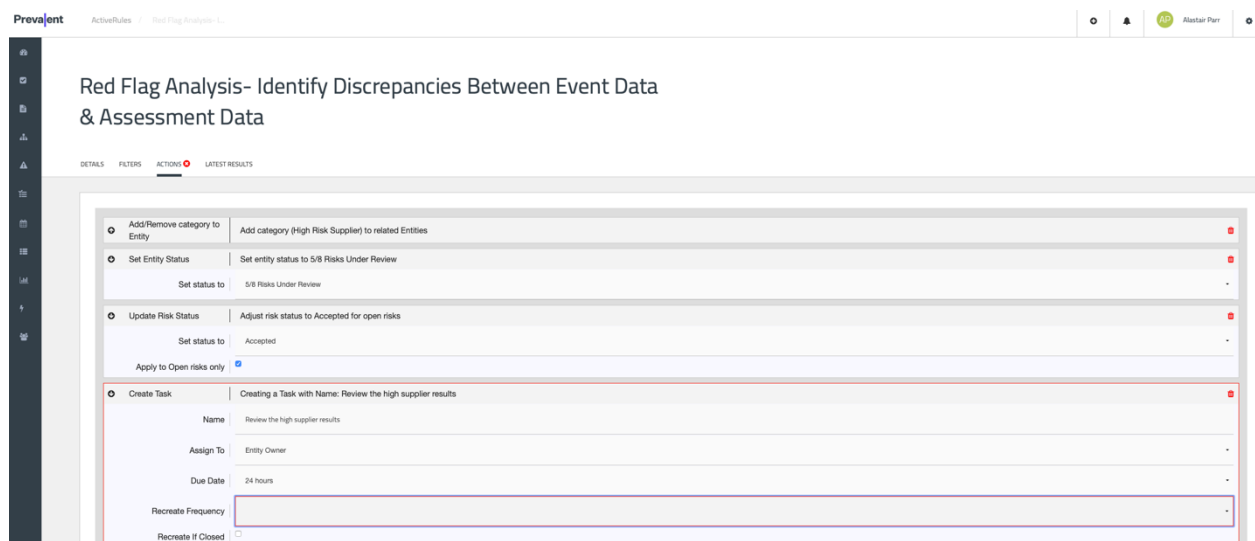 Prevalent
ActiveRules / Red Flag Analysis- I...
AP Alastair Parr
Red Flag Analysis- Identify Discrepancies Between Event Data
& Assessment Data
DETAILS FILTERS ACTIONS LATEST RESULTS
Add/Remove category to
Entity
Add category (High Risk Supplier) to related Entities
Set Entity Status Set entity status to 5/8 Risks Under Review
Set status to 5/8 Risks Under Review
Update Risk Status Adjust risk status to Accepted for open risks
Set status to Accepted
Apply to Open risks only
Create Task Creating a Task with Name: Review the high supplier results
Name Review the high supplier results
Assign To Entity Owner
Due Date 24 hours
Recreate Frequency
Recreate If Closed